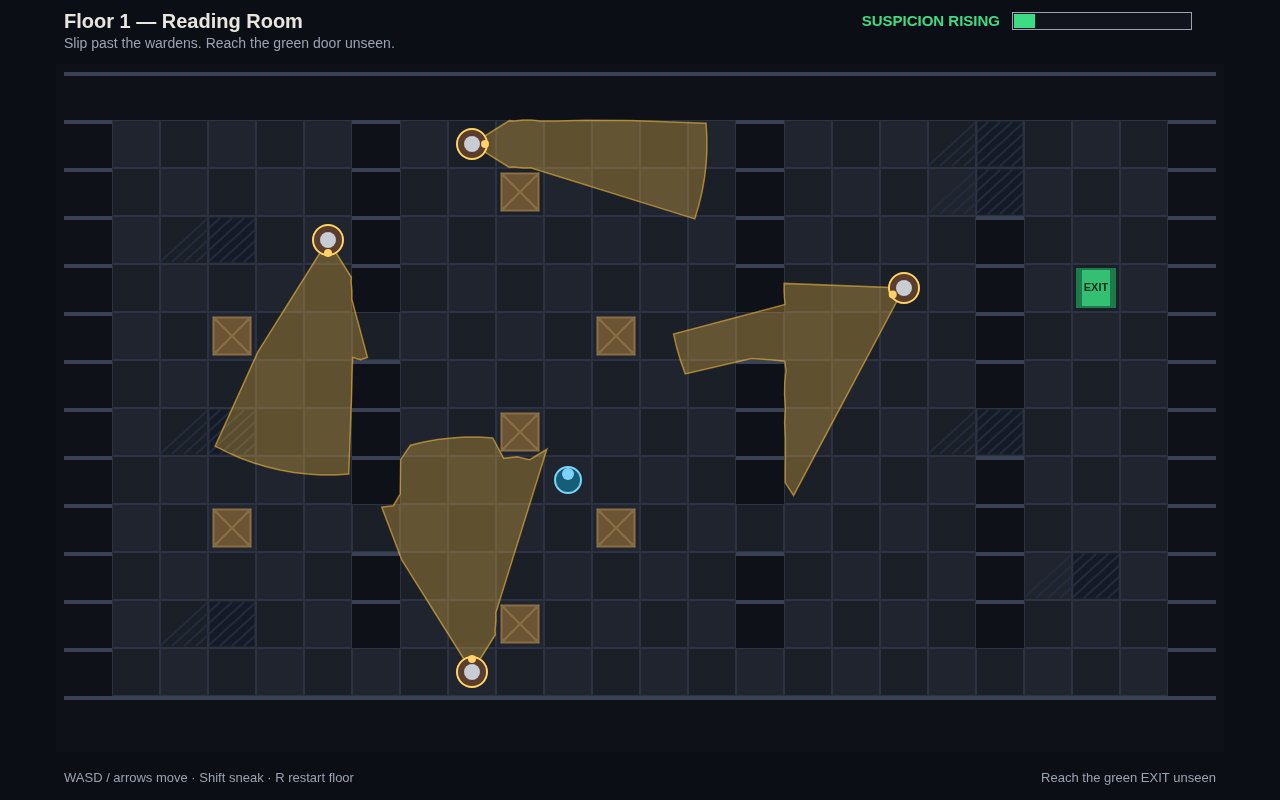 Floor 1 — Reading Room
SUSPICION RISING
Slip past the wardens. Reach the green door unseen.
EXIT
WASD / arrows move · Shift sneak · R restart floor
Reach the green EXIT unseen